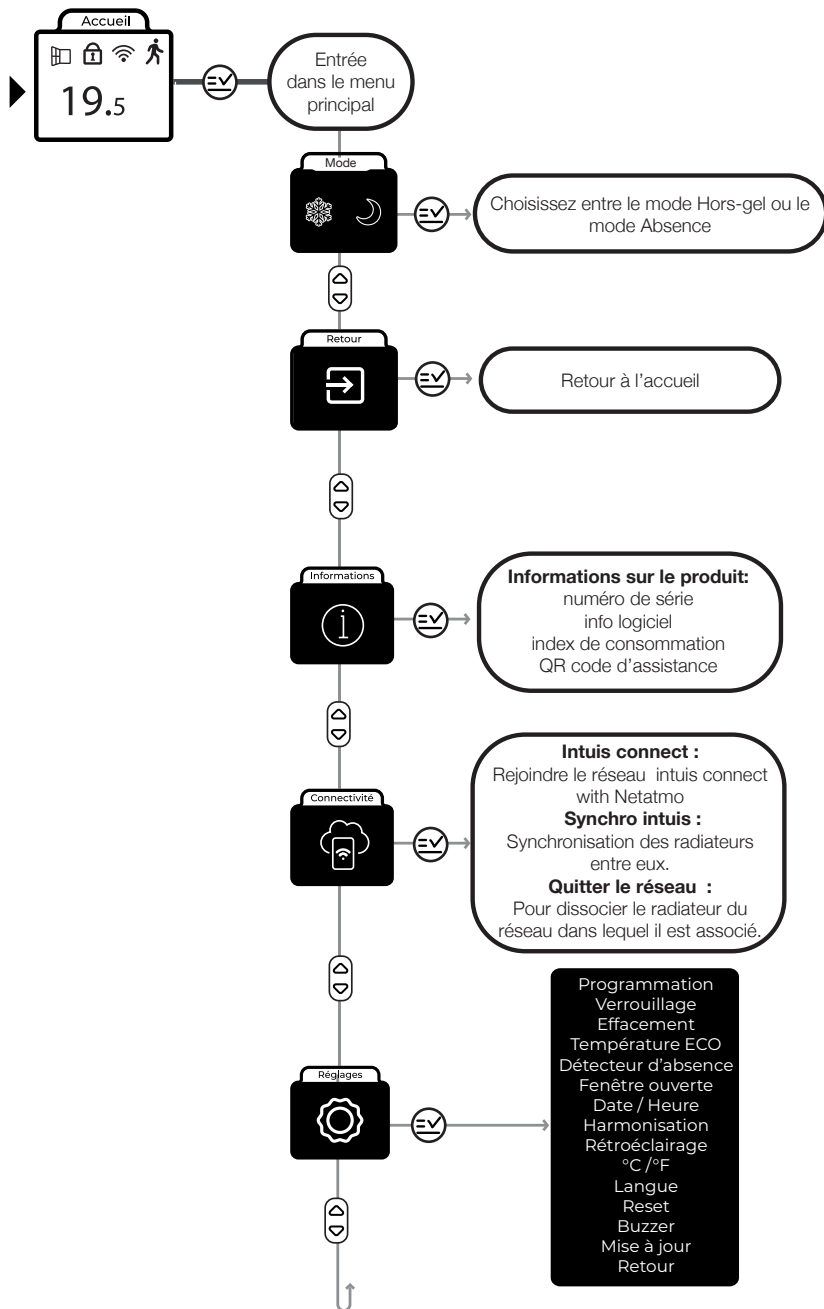 Accueil
19.5
Entrée
dans le menu
principal
Mode
Choisissez entre le mode Hors-gel ou le
mode Absence
Retour
Retour à l'accueil
Informations
Informations sur le produit:
numéro de série
info logiciel
index de consommation
QR code d'assistance
Connectivité
Intuis connect :
Rejoindre le réseau intuis connect
with Netatmo
Synchro intuis :
Synchronisation des radiateurs
entre eux.
Quitter le réseau :
Pour dissocier le radiateur du
réseau dans lequel il est associé.
Réglages
Programmation
Verrouillage
Effacement
Température ECO
Détecteur d'absence
Fenêtre ouverte
Date / Heure
Harmonisation
Rétroéclairage
°C /°F
Langue
Reset
Buzzer
Mise à jour
Retour